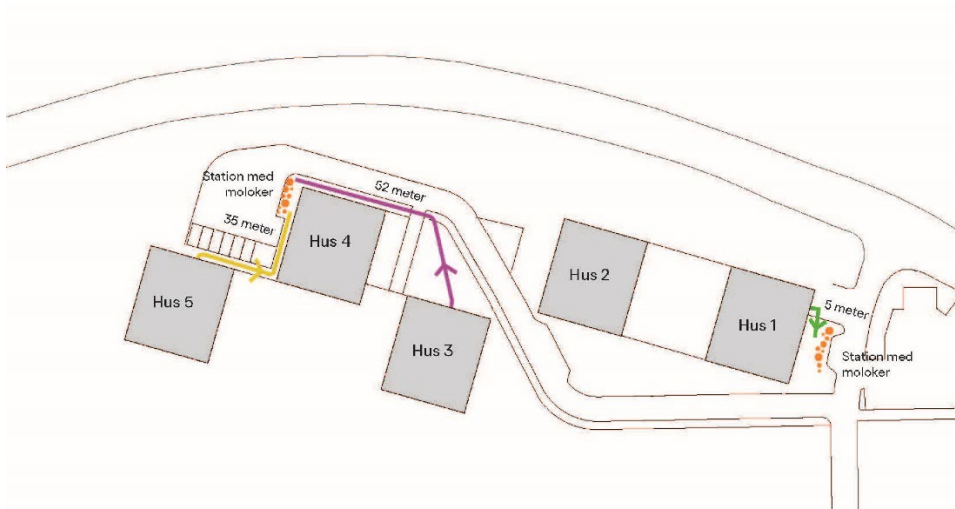 Station med
moloker
52 meter
35 meter
Hus 4
Hus 5
Hus 3
Hus 2
Hus 1
5 meter
Station med
moloker